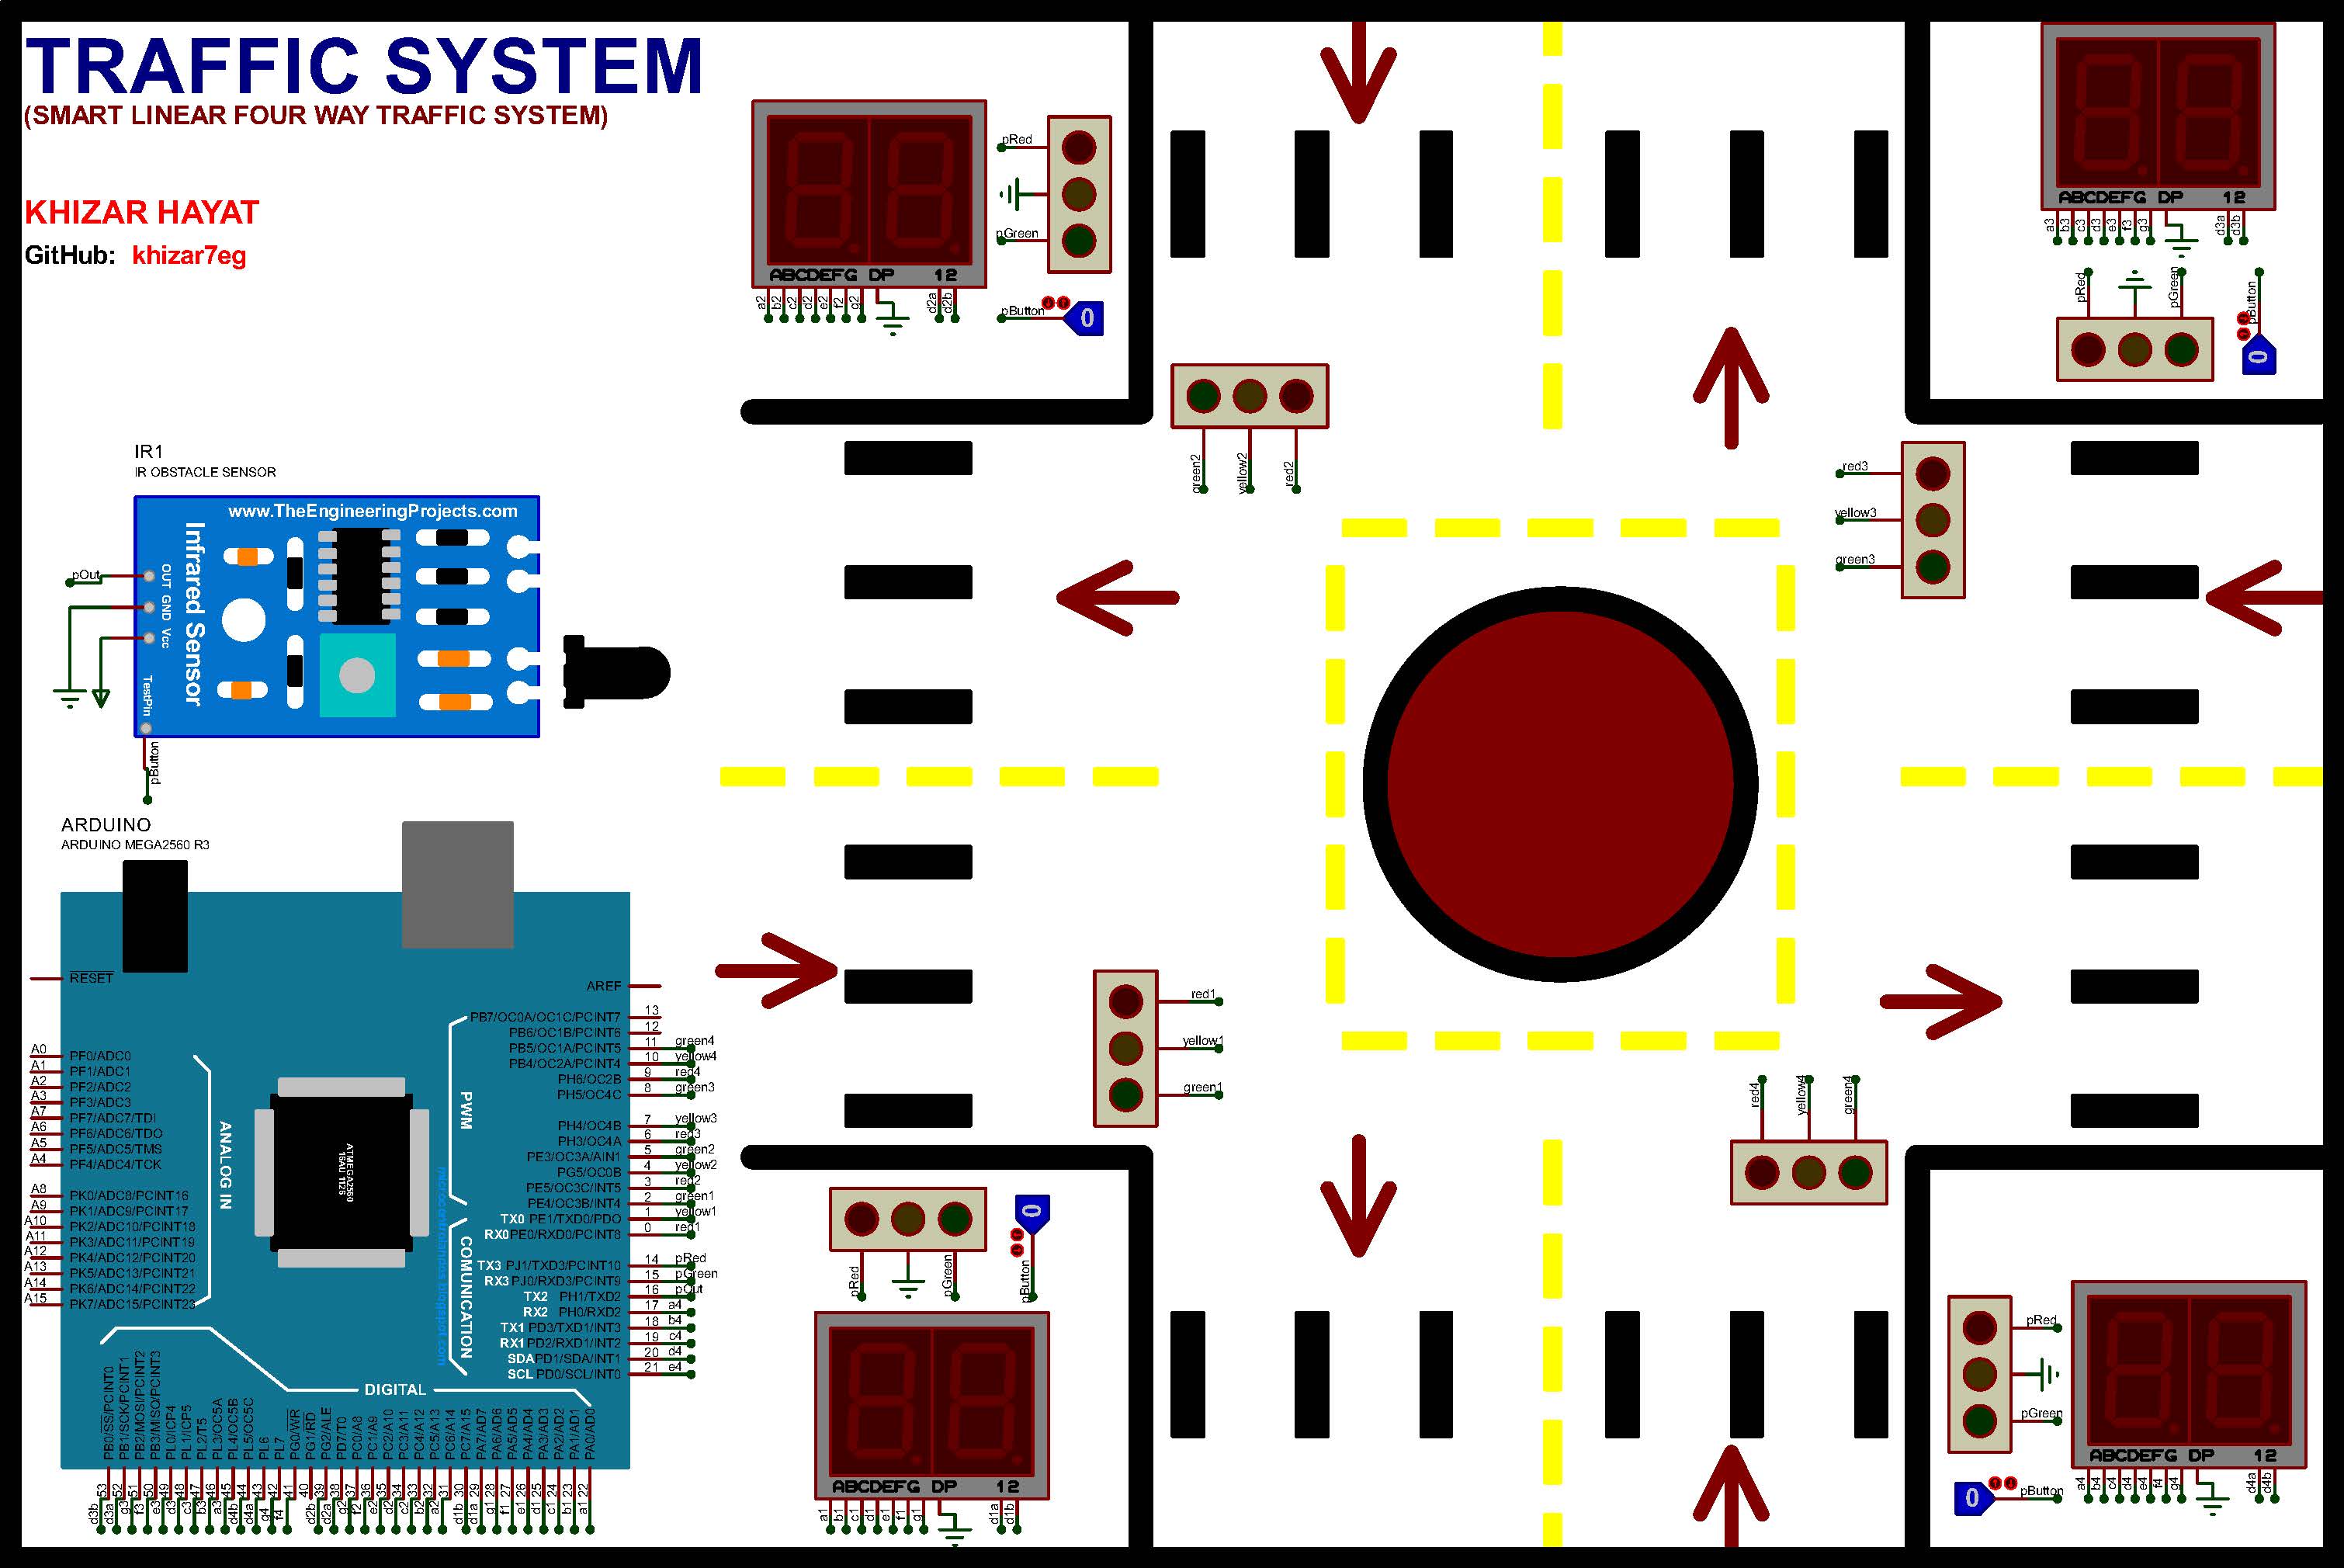 TRAFFIC SYSTEM
(SMART LINEAR FOUR WAY TRAFFIC SYSTEM)
KHIZAR HAYAT
GitHub: khizar7eg
IR1
IR OBSTACLE SENSOR
www.TheEngineeringProjects.com
Infrared Sensor
OUT GND Vcc
TestPin
pOut
pButton
ARDUINO
ARDUINO MEGA2560 R3
RESET
AREF
A0 PF0/ADC0
A1 PF1/ADC1
A2 PF2/ADC2
A3 PF3/ADC3
A7 PF7/ADC7/TDI
A6 PF6/ADC6/TDO
A5 PF5/ADC5/TMS
A4 PF4/ADC4/TCK
A8 PK0/ADC8/PCINT16
A9 PK1/ADC9/PCINT17
A10 PK2/ADC10/PCINT18
A11 PK3/ADC11/PCINT19
A12 PK4/ADC12/PCINT20
A13 PK5/ADC13/PCINT21
A14 PK6/ADC14/PCINT22
A15 PK7/ADC15/PCINT23
ANALOG IN
ATMEGA2560
16AU 1126
microcontrolandos.blogspot.com
PWM
COMUNICATION
DIGITAL
PB7/OC0A/OC1C/PCINT7 13
PB6/OC1B/PCINT6 12
PB5/OC1A/PCINT5 11 green4
PB4/OC2A/PCINT4 10 yellow4
PH6/OC2B 9 red4
PH5/OC4C 8 green3
PH4/OC4B 7 yellow3
PH3/OC4A 6 red3
PE3/OC3A/AIN1 5 green2
PG5/OC0B 4 yellow2
PE5/OC3C/INT5 3 red2
PE4/OC3B/INT4 2 green1
TX0 PE1/TXD0/PDO 1 yellow1
RX0 PE0/RXD0/PCINT8 0 red1
TX3 PJ1/TXD3/PCINT10 14 pRed
RX3 PJ0/RXD3/PCINT9 15 pGreen
TX2 PH1/TXD2 16 pOut
RX2 PH0/RXD2 17 a4
TX1 PD3/TXD1/INT3 18 b4
RX1 PD2/RXD1/INT2 19 c4
SDA PD1/SDA/INT1 20 d4
SCL PD0/SCL/INT0 21 e4
PB0/SS/PCINT0 53 d3b
PB1/SCK/PCINT1 52 d3a
PB2/MOSI/PCINT2 51 g3
PB3/MISO/PCINT3 50 f3
PL0/ICP4 49 e3
PL1/ICP5 48 d3
PL2/T5 47 c3
PL3/OC5A 46 b3
PL4/OC5B 45 a3
PL5/OC5C 44 d4b
PL6 43 d4a
PL7 42 g4
PG0/WR 41 f4
PG1/RD 40
PG2/ALE 39 d2b
PD7/T0 38 d2a
PC0/A8 37 g2
PC1/A9 36 f2
PC2/A10 35 e2
PC3/A11 34 d2
PC4/A12 33 c2
PC5/A13 32 b2
PC6/A14 31 a2
PC7/A15 30 d1b
PA7/AD7 29 d1a
PA6/AD6 28 g1
PA5/AD5 27 f1
PA4/AD4 26 e1
PA3/AD3 25 d1
PA2/AD2 24 c1
PA1/AD1 23 b1
PA0/AD0 22 a1
ABCDEFG DP 12
a2 b2 c2 d2 e2 f2 g2 d2a d2b
pRed
pGreen
pButton
0
green2 yellow2 red2
ABCDEFG DP 12
a3 b3 c3 d3 e3 f3 g3 d3a d3b
pRed pGreen pButton
0
red3
yellow3
green3
red1
yellow1
green1
red4 yellow4 green4
0
pRed pGreen pButton
ABCDEFG DP 12
a1 b1 c1 d1 e1 f1 g1 d1a d1b
pRed
pGreen
0 pButton
ABCDEFG DP 12
a4 b4 c4 d4 e4 f4 g4 d4a d4b